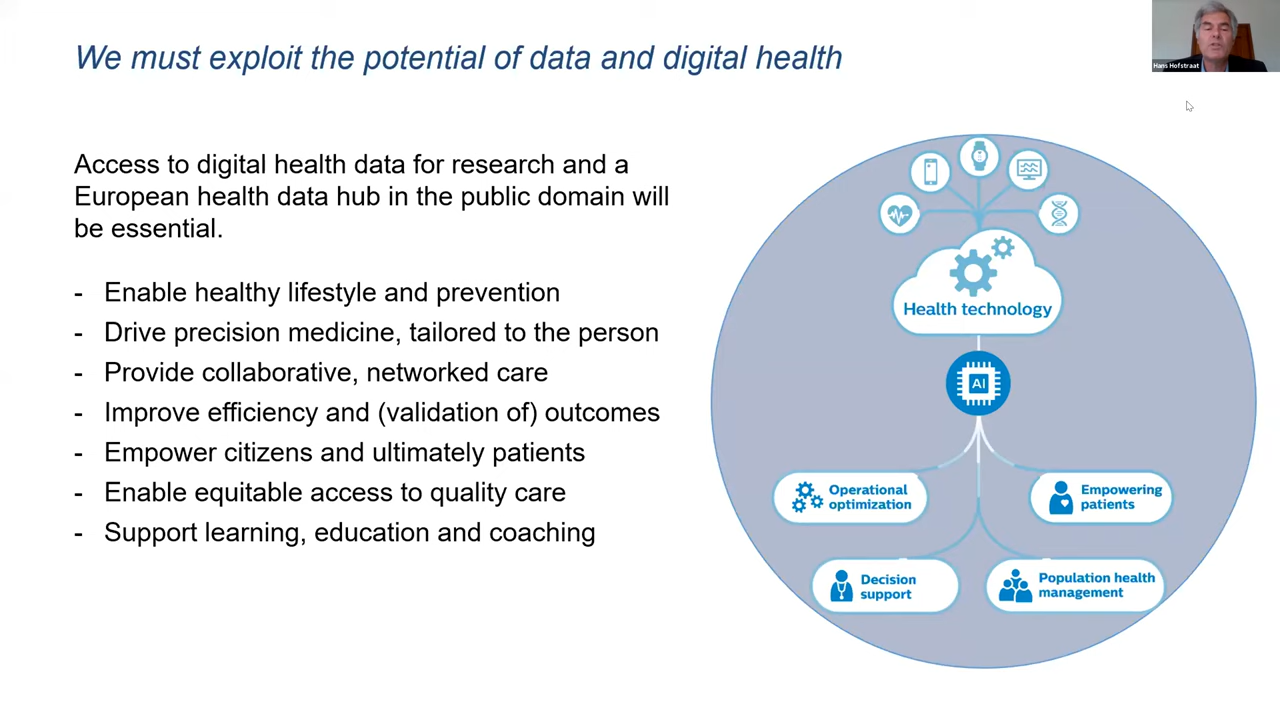 We must exploit the potential of data and digital health
Hans Hofstraat
Access to digital health data for research and a
European health data hub in the public domain will
be essential.
- Enable healthy lifestyle and prevention
- Drive precision medicine, tailored to the person
- Provide collaborative, networked care
- Improve efficiency and (validation of) outcomes
- Empower citizens and ultimately patients
- Enable equitable access to quality care
- Support learning, education and coaching
Health technology
AI
Operational
optimization
Empowering
patients
Decision
support
Population health
management